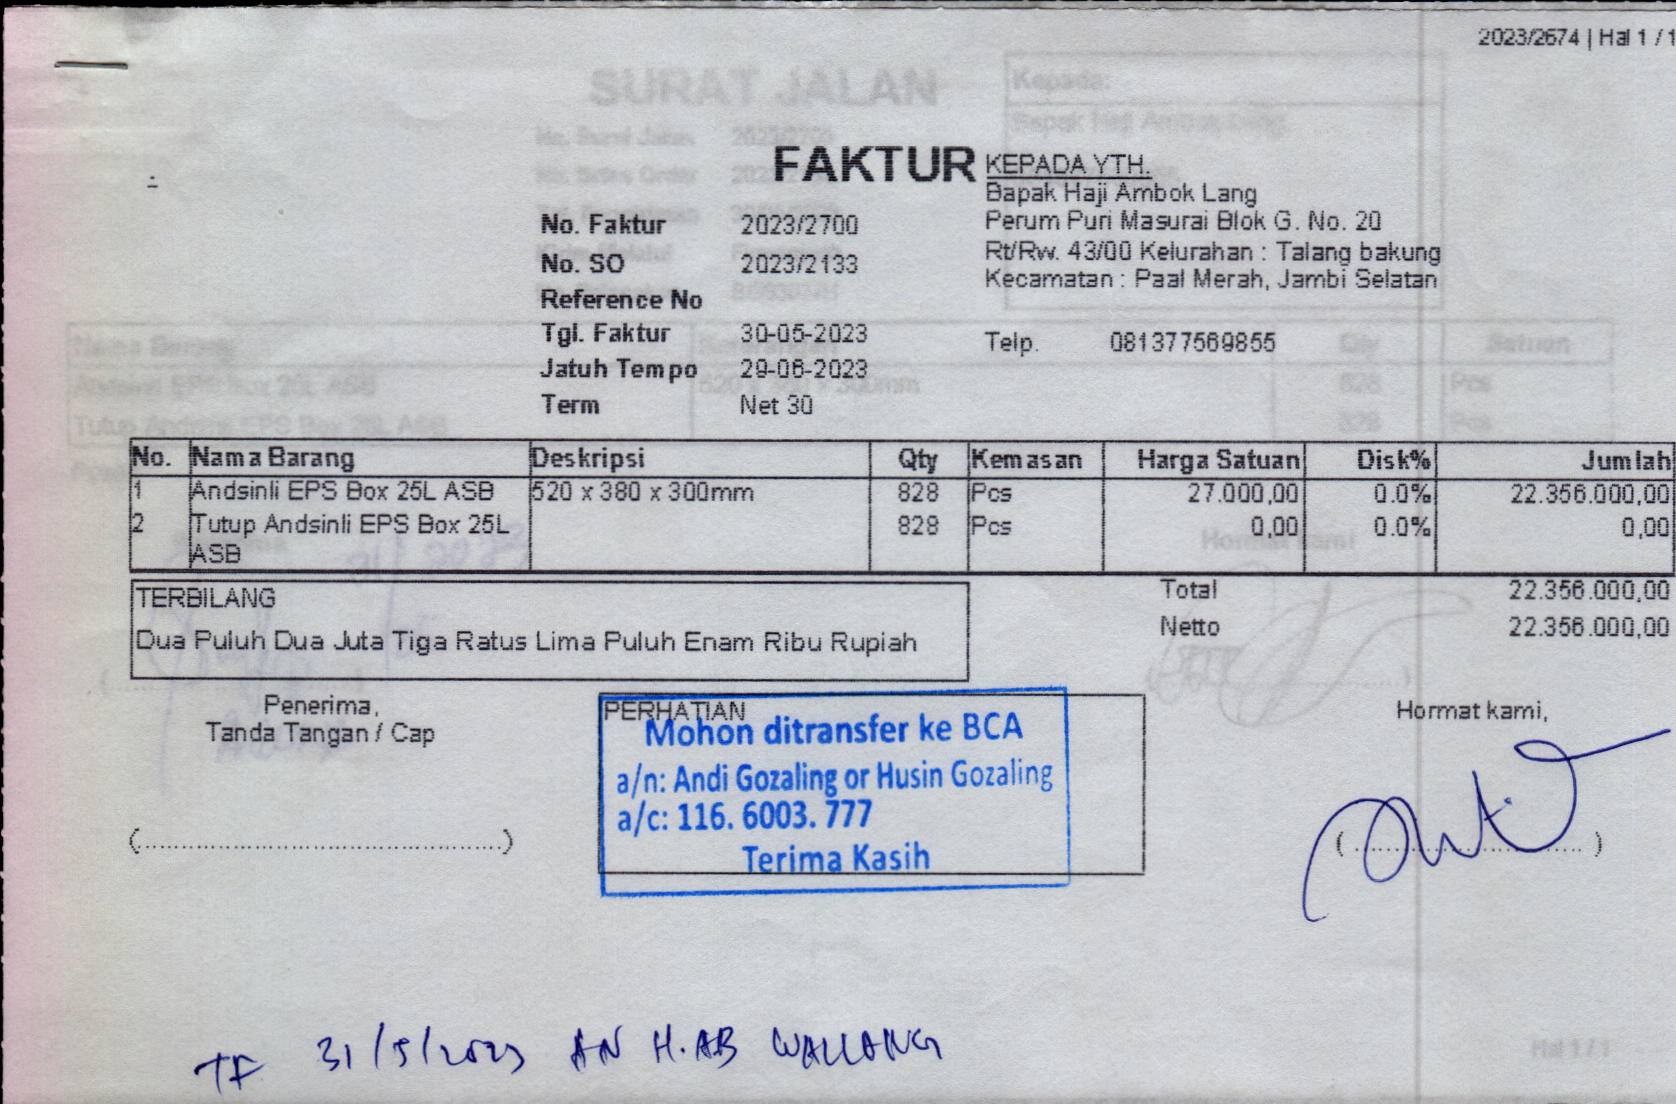 2023/2674 | Hal 1 / 1
SURAT JALAN
Kepada:
FAKTUR
KEPADA YTH.
Bapak Haji Ambok Lang
Perum Puri Masurai Blok G. No. 20
Rt/Rw. 43/00 Kelurahan : Talang bakung
Kecamatan : Paal Merah, Jambi Selatan
Telp. 081377569855
No. Faktur 2023/2700
No. SO 2023/2133
Reference No
Tgl. Faktur 30-05-2023
Jatuh Tempo 29-06-2023
Term Net 30
No. Nama Barang Deskripsi Qty Kemasan Harga Satuan Disk% Jumlah
1 Andsinli EPS Box 25L ASB 520 x 380 x 300mm 828 Pcs 27.000,00 0.0% 22.356.000,00
2 Tutup Andsinli EPS Box 25L 828 Pcs 0,00 0.0% 0,00
ASB
TERBILANG
Dua Puluh Dua Juta Tiga Ratus Lima Puluh Enam Ribu Rupiah
Total 22.356.000,00
Netto 22.356.000,00
Penerima,
Tanda Tangan / Cap
(..............................................)
PERHATIAN
Mohon ditransfer ke BCA
a/n: Andi Gozaling or Husin Gozaling
a/c: 116. 6003. 777
Terima Kasih
Hormat kami,
(..............................)
TF 31/5/2023 AN H.AB WALLANG
Hal 1 / 1